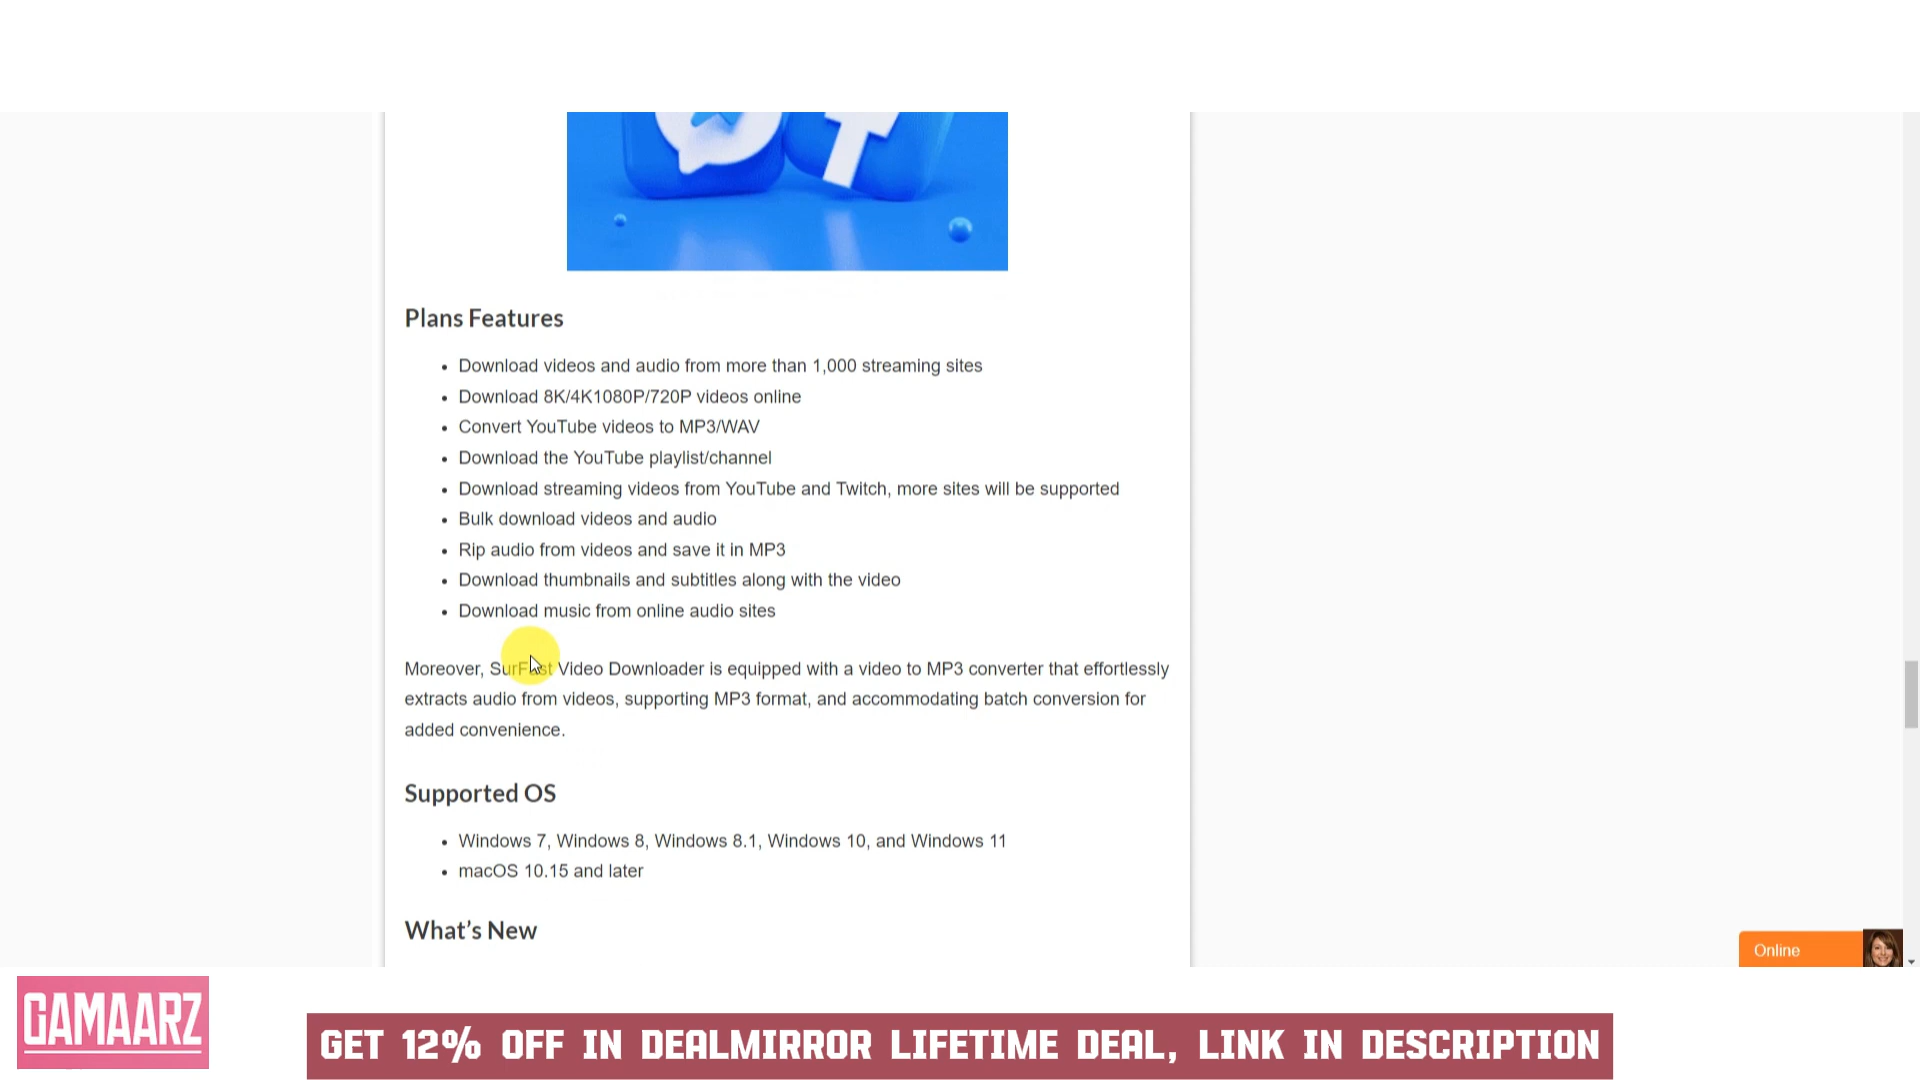 Plans Features
Download videos and audio from more than 1,000 streaming sites
Download 8K/4K1080P/720P videos online
Convert YouTube videos to MP3/WAV
Download the YouTube playlist/channel
Download streaming videos from YouTube and Twitch, more sites will be supported
Bulk download videos and audio
Rip audio from videos and save it in MP3
Download thumbnails and subtitles along with the video
Download music from online audio sites
Moreover, SurFast Video Downloader is equipped with a video to MP3 converter that effortlessly
extracts audio from videos, supporting MP3 format, and accommodating batch conversion for
added convenience.
Supported OS
Windows 7, Windows 8, Windows 8.1, Windows 10, and Windows 11
macOS 10.15 and later
What’s New
Online
GAMAARZ
GET 12% OFF IN DEALMIRROR LIFETIME DEAL, LINK IN DESCRIPTION